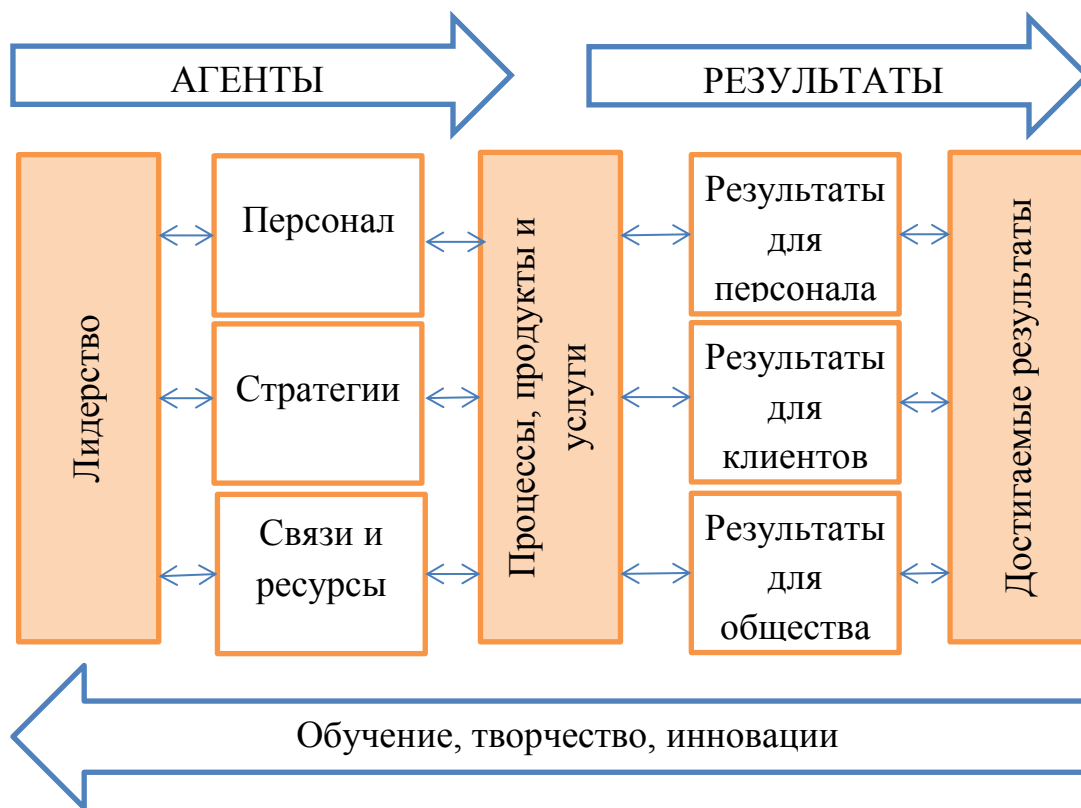 АГЕНТЫ
РЕЗУЛЬТАТЫ
Лидерство
Персонал
Стратегии
Связи и
ресурсы
Процессы, продукты и
услуги
Результаты
для
персонала
Результаты
для
клиентов
Результаты
для
общества
Достигаемые результаты
Обучение, творчество, инновации